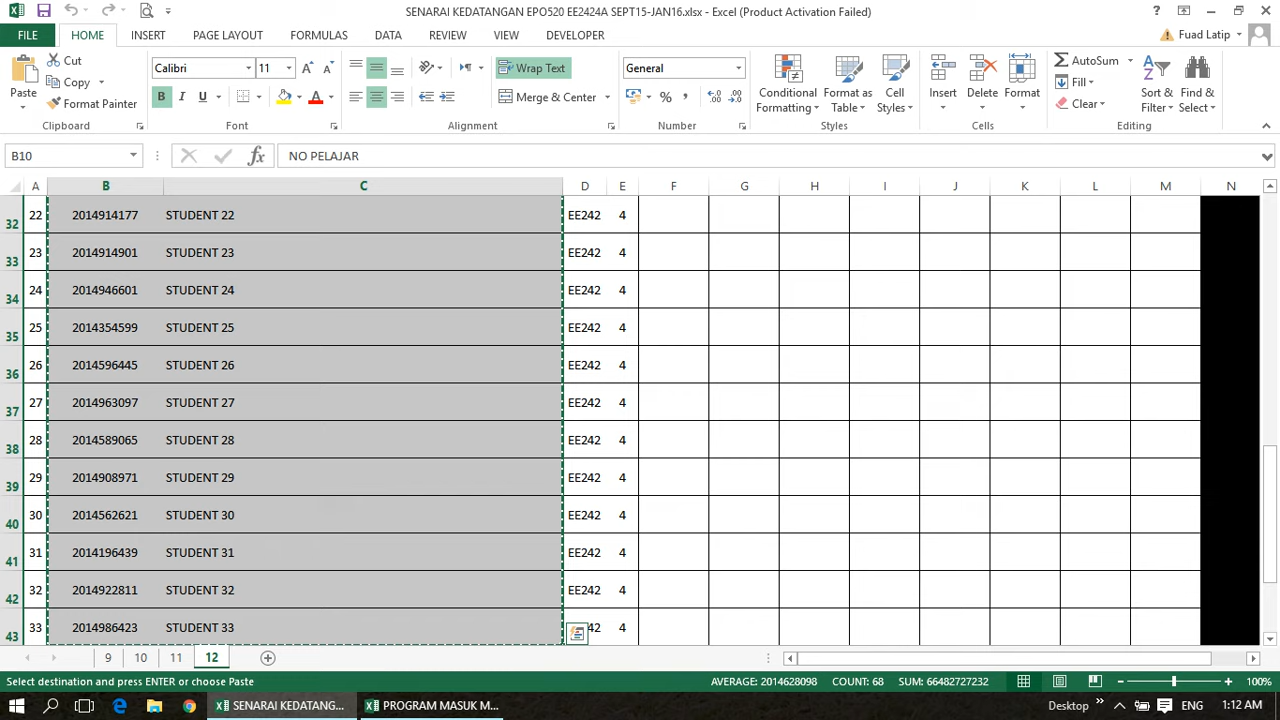 SENARAI KEDATANGAN EPO520 EE2424A SEPT15-JAN16.xlsx - Excel (Product Activation Failed)
FILE HOME INSERT PAGE LAYOUT FORMULAS DATA REVIEW VIEW DEVELOPER Fuad Latip
Paste Cut Copy Format Painter Clipboard
Calibri 11 B I U A Font
Wrap Text Merge & Center Alignment
General % , Number
Conditional Formatting Format as Table Cell Styles Styles
Insert Delete Format Cells
AutoSum Fill Clear Sort & Filter Find & Select Editing
B10 fx NO PELAJAR
A B C D E F G H I J K L M N
32 22 2014914177 STUDENT 22 EE242 4
33 23 2014914901 STUDENT 23 EE242 4
34 24 2014946601 STUDENT 24 EE242 4
35 25 2014354599 STUDENT 25 EE242 4
36 26 2014596445 STUDENT 26 EE242 4
37 27 2014963097 STUDENT 27 EE242 4
38 28 2014589065 STUDENT 28 EE242 4
39 29 2014908971 STUDENT 29 EE242 4
40 30 2014562621 STUDENT 30 EE242 4
41 31 2014196439 STUDENT 31 EE242 4
42 32 2014922811 STUDENT 32 EE242 4
43 33 2014986423 STUDENT 33 42 4
9 10 11 12
Select destination and press ENTER or choose Paste AVERAGE: 2014628098 COUNT: 68 SUM: 66482727232 100%
SENARAI KEDATANG... PROGRAM MASUK M... Desktop ENG 1:12 AM